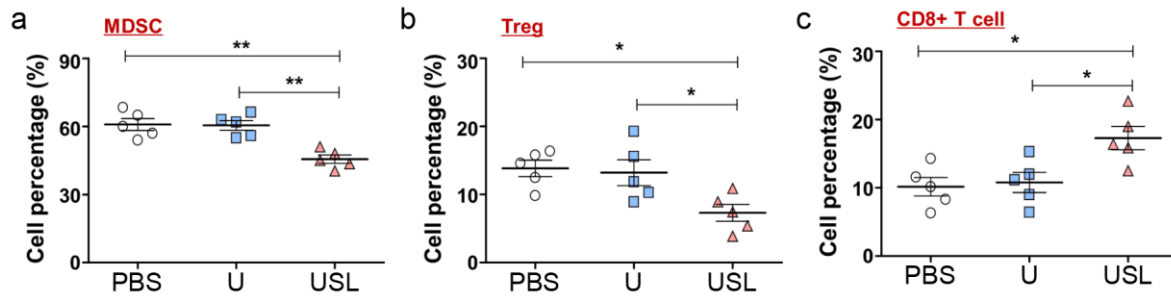 a
MDSC
Cell percentage (%)
90
60
30
0
**
**
PBS U USL
b
Treg
Cell percentage (%)
30
20
10
0
*
*
PBS U USL
c
CD8+ T cell
Cell percentage (%)
30
20
10
0
*
*
PBS U USL